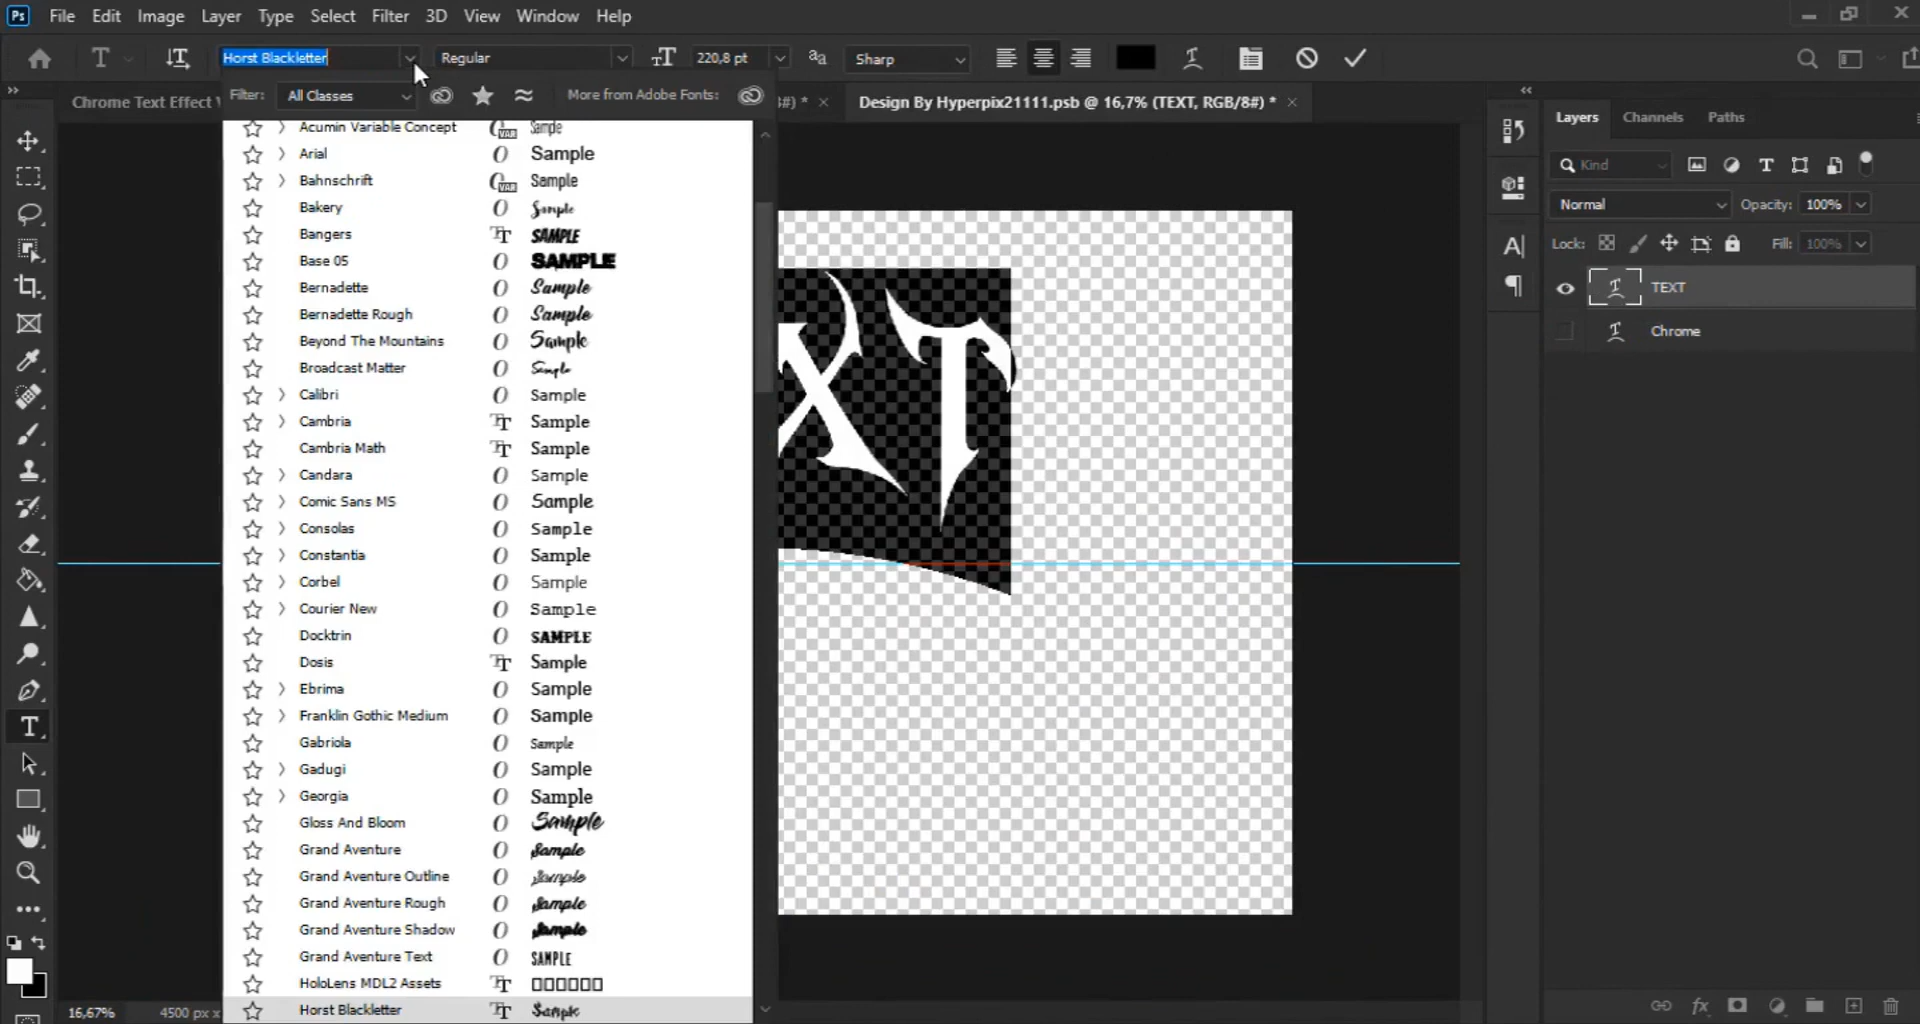 Ps File Edit Image Layer Type Select Filter 3D View Window Help
T Horst Blackletter Regular 220,8 pt aa Sharp
Filter: All Classes More from Adobe Fonts:
Chrome Text Effect #) * × Design By Hyperpix21111.psb @ 16,7% (TEXT, RGB/8#) * ×
Acumin Variable Concept Sample
Arial Sample
Bahnschrift Sample
Bakery Sample
Bangers SAMPLE
Base 05 SAMPLE
Bernadette Sample
Bernadette Rough Sample
Beyond The Mountains Sample
Broadcast Matter Sample
Calibri Sample
Cambria Sample
Cambria Math Sample
Candara Sample
Comic Sans MS Sample
Consolas Sample
Constantia Sample
Corbel Sample
Courier New Sample
Docktrin SAMPLE
Dosis Sample
Ebrima Sample
Franklin Gothic Medium Sample
Gabriola Sample
Gadugi Sample
Georgia Sample
Gloss And Bloom Sample
Grand Aventure Sample
Grand Aventure Outline Sample
Grand Aventure Rough Sample
Grand Aventure Shadow Sample
Grand Aventure Text SAMPLE
HoloLens MDL2 Assets
Horst Blackletter Sample
XT
Layers Channels Paths
Kind
Normal Opacity: 100%
Lock: Fill: 100%
TEXT
Chrome
16,67% 4500 px x